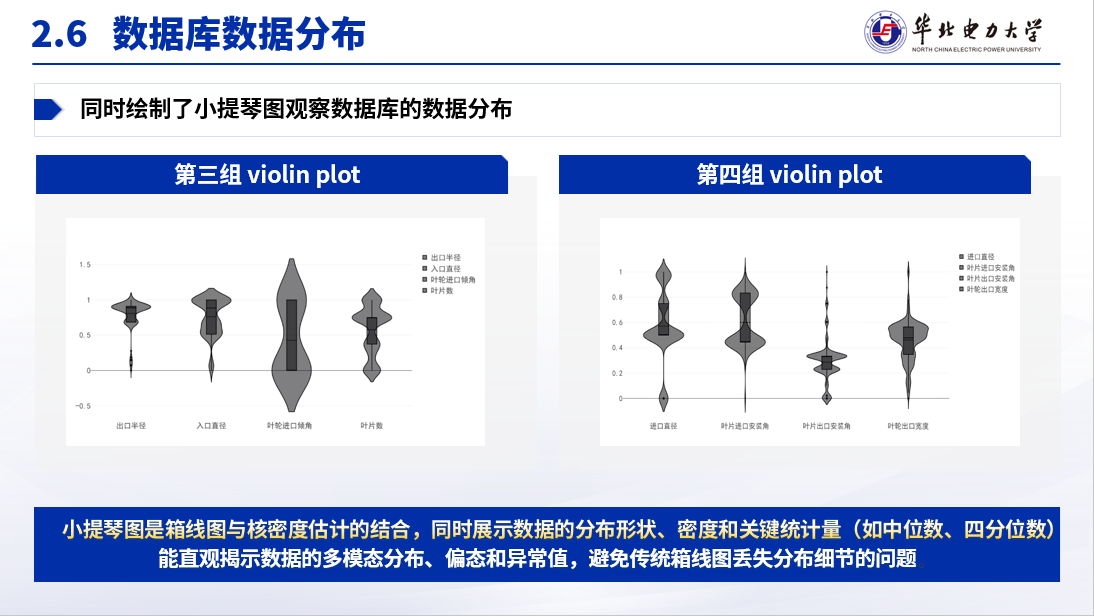 2.6 数据库数据分布
华北电力大学
NORTH CHINA ELECTRIC POWER UNIVERSITY
同时绘制了小提琴图观察数据库的数据分布
第三组 violin plot
1.5
1
0.5
0
−0.5
出口半径
入口直径
叶轮进口倾角
叶片数
出口半径
入口直径
叶轮进口倾角
叶片数
第四组 violin plot
1
0.8
0.6
0.4
0.2
0
进口直径
叶片进口安装角
叶片出口安装角
叶轮出口宽度
进口直径
叶片进口安装角
叶片出口安装角
叶轮出口宽度
小提琴图是箱线图与核密度估计的结合，同时展示数据的分布形状、密度和关键统计量（如中位数、四分位数）
能直观揭示数据的多模态分布、偏态和异常值，避免传统箱线图丢失分布细节的问题